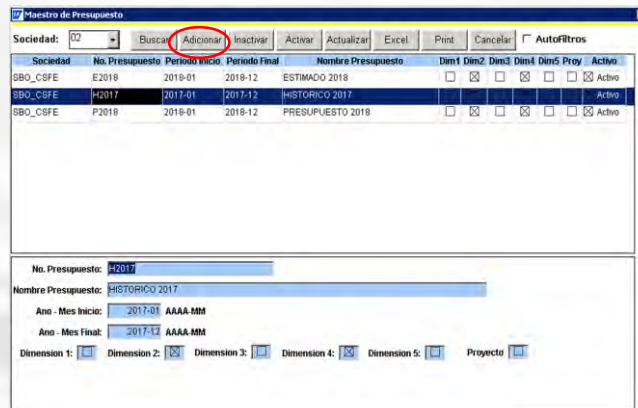 Maestro de Presupuesto
Sociedad: 02 Buscar Adicionar Inactivar Activar Actualizar Excel Print Cancelar AutoFiltros
Sociedad No. Presupuesto Periodo Inicio Periodo Final Nombre Presupuesto Dim1 Dim2 Dim3 Dim4 Dim5 Proy Activo
SBO_CSFE E2018 2018-01 2018-12 ESTIMADO 2018 Activo
SBO_CSFE H2017 2017-01 2017-12 HISTORICO 2017 Activo
SBO_CSFE P2018 2018-01 2018-12 PRESUPUESTO 2018 Activo
No. Presupuesto: H2017
Nombre Presupuesto: HISTORICO 2017
Ano - Mes Inicio: 2017-01 AAAA-MM
Ano - Mes Final: 2017-12 AAAA-MM
Dimension 1: Dimension 2: Dimension 3: Dimension 4: Dimension 5: Proyecto